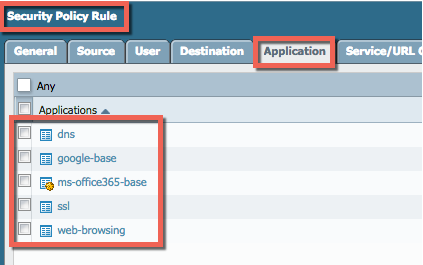 Security Policy Rule
General Source User Destination Application Service/URL C
Any
Applications
dns
google-base
ms-office365-base
ssl
web-browsing